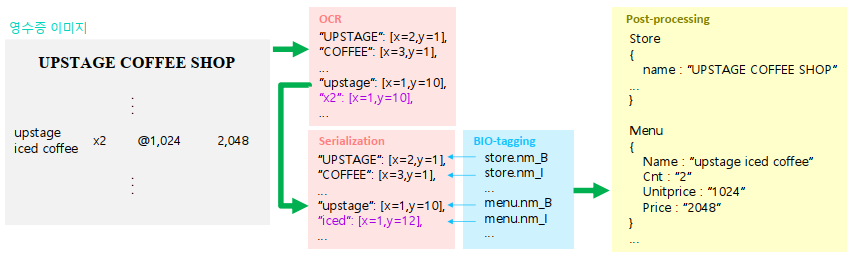 영수증 이미지
UPSTAGE COFFEE SHOP
upstage
iced coffee
x2
@1,024
2,048
OCR
"UPSTAGE": [x=2,y=1],
"COFFEE": [x=3,y=1],
...
"upstage": [x=1,y=10],
"x2": [x=1,y=10],
...
Serialization
"UPSTAGE": [x=2,y=1],
"COFFEE": [x=3,y=1],
...
"upstage": [x=1,y=10],
"iced": [x=1,y=12],
...
BIO-tagging
store.nm_B
store.nm_I
...
menu.nm_B
menu.nm_I
...
Post-processing
Store
{
name : "UPSTAGE COFFEE SHOP"
...
}
Menu
{
Name : "upstage iced coffee"
Cnt : "2"
Unitprice : "1024"
Price : "2048"
}
...